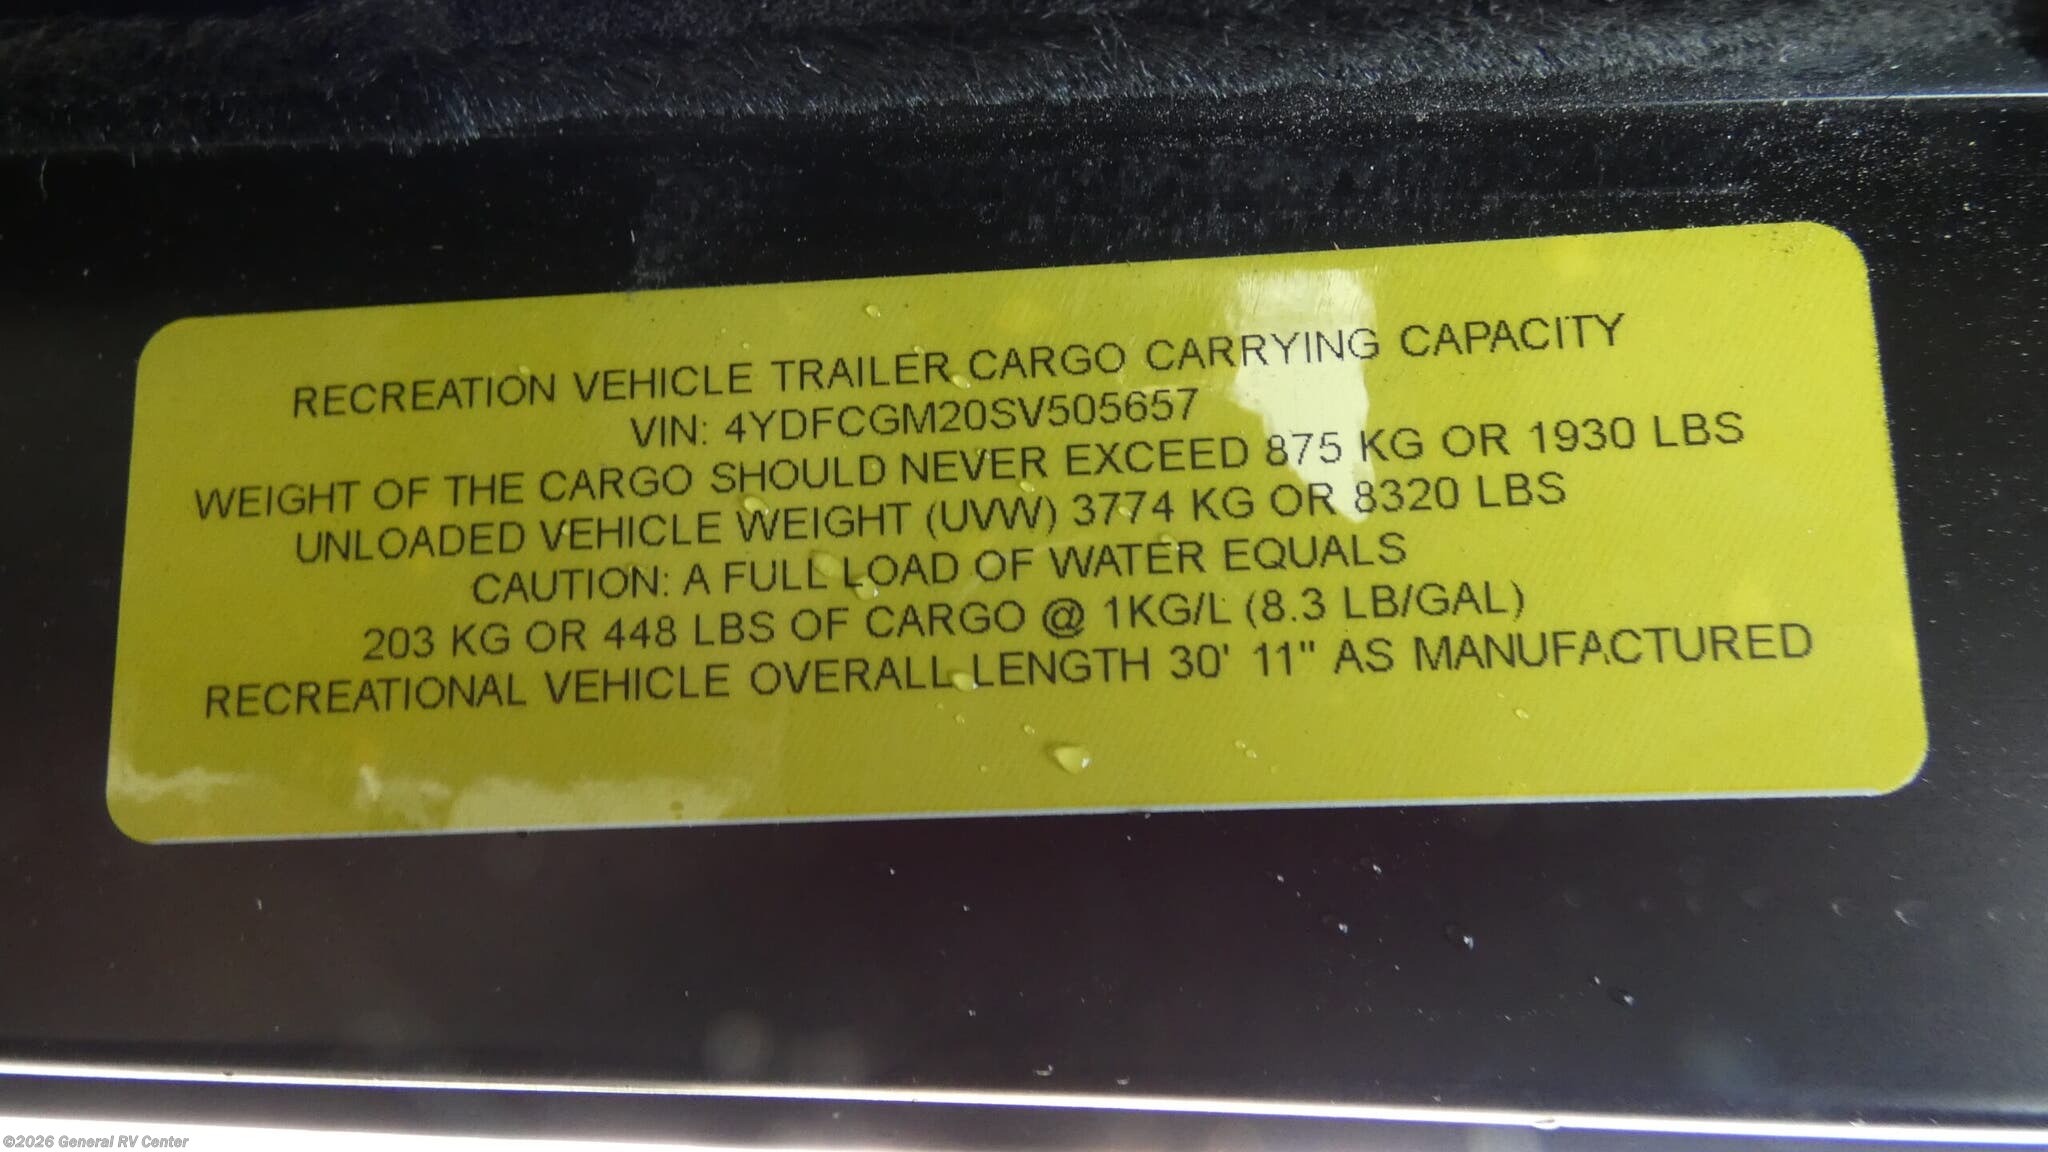 RECREATION VEHICLE TRAILER CARGO CARRYING CAPACITY
VIN: 4YDFCGM20SV505657
WEIGHT OF THE CARGO SHOULD NEVER EXCEED 875 KG OR 1930 LBS
UNLOADED VEHICLE WEIGHT (UVW) 3774 KG OR 8320 LBS
CAUTION: A FULL LOAD OF WATER EQUALS
203 KG OR 448 LBS OF CARGO @ 1KG/L (8.3 LB/GAL)
RECREATIONAL VEHICLE OVERALL LENGTH 30' 11" AS MANUFACTURED
©2026 General RV Center